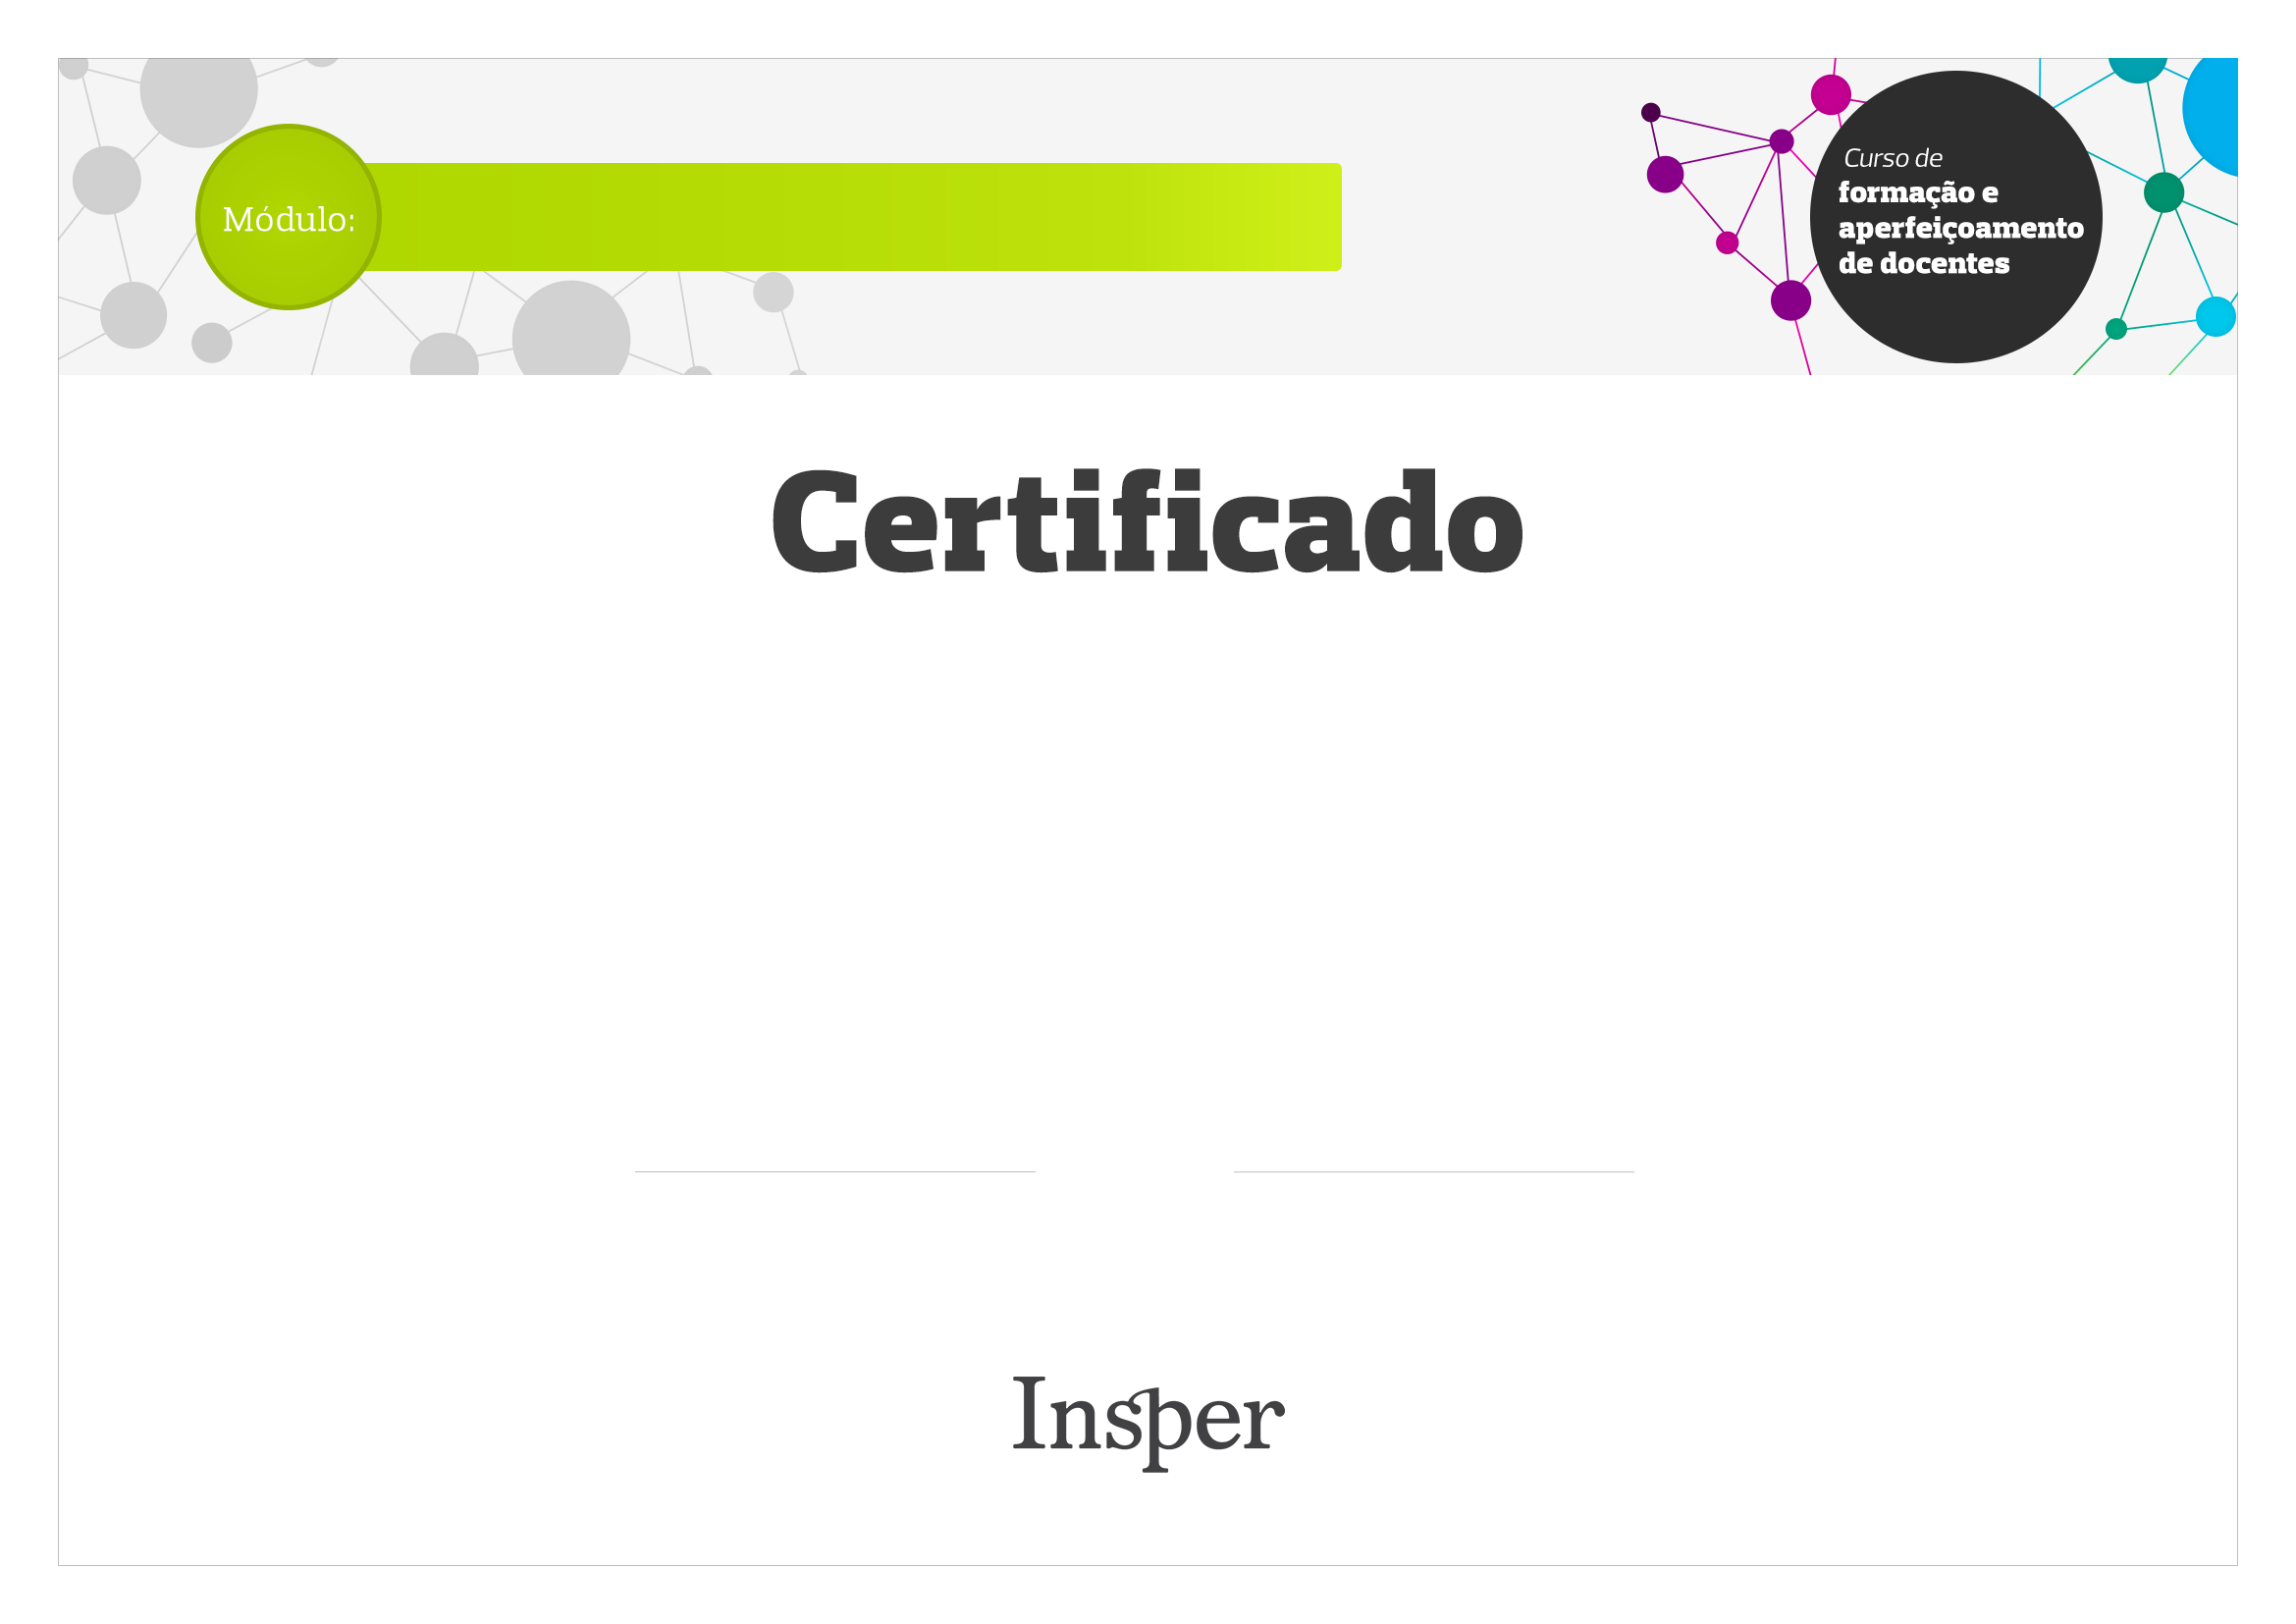 Módulo:
Curso de
formação e
aperfeiçoamento
de docentes
Certificado
Insper